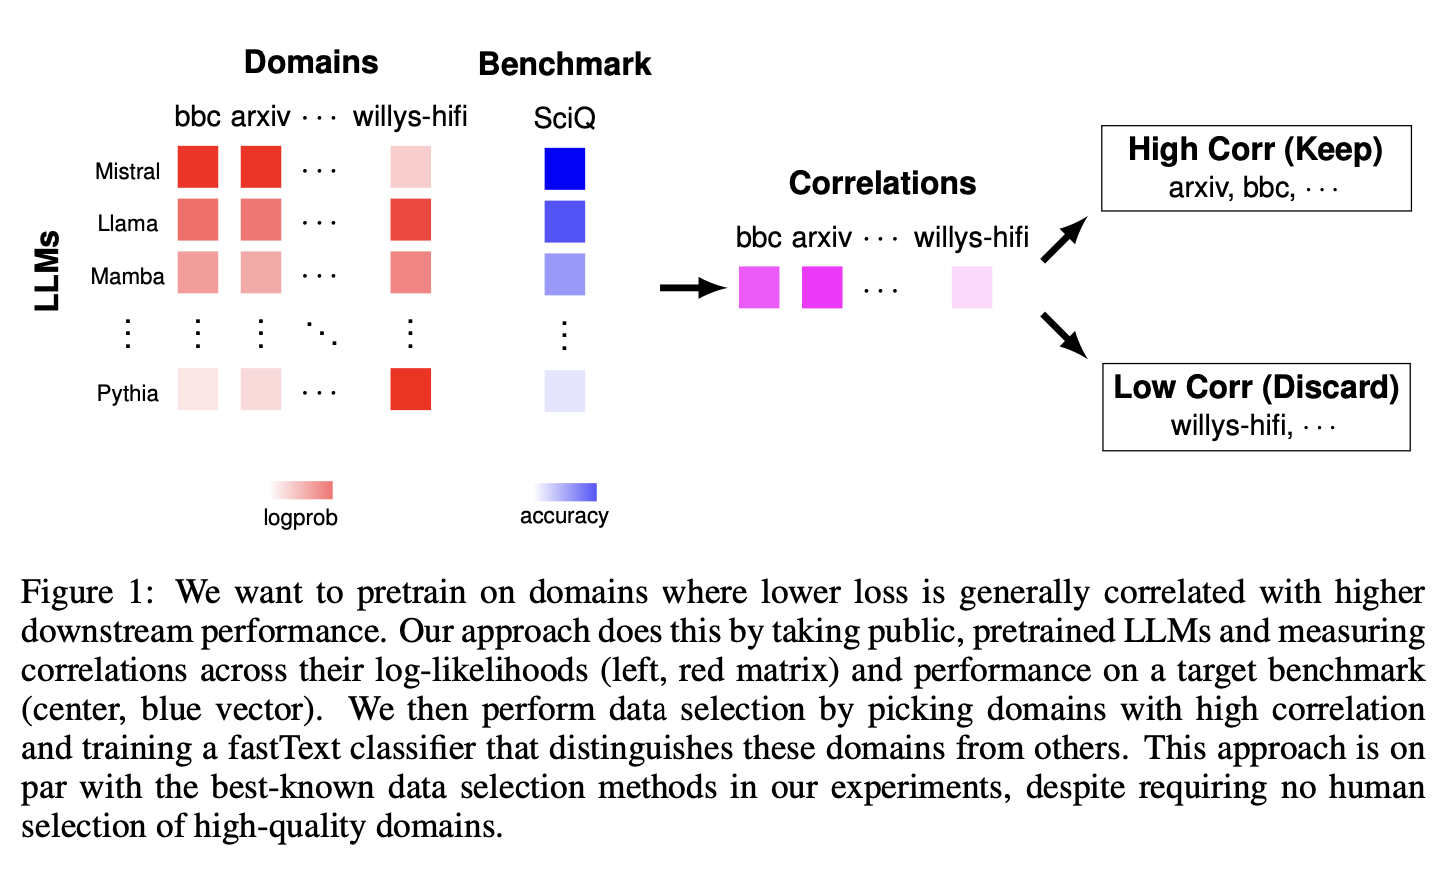 Domains
Benchmark
bbc arxiv · · · willys-hifi
SciQ
LLMs
Mistral
· · ·
Llama
· · ·
Mamba
· · ·
Pythia
· · ·
logprob
accuracy
Correlations
bbc arxiv · · · willys-hifi
· · ·
High Corr (Keep)
arxiv, bbc, · · ·
Low Corr (Discard)
willys-hifi, · · ·
Figure 1: We want to pretrain on domains where lower loss is generally correlated with higher
downstream performance. Our approach does this by taking public, pretrained LLMs and measuring
correlations across their log-likelihoods (left, red matrix) and performance on a target benchmark
(center, blue vector). We then perform data selection by picking domains with high correlation
and training a fastText classifier that distinguishes these domains from others. This approach is on
par with the best-known data selection methods in our experiments, despite requiring no human
selection of high-quality domains.